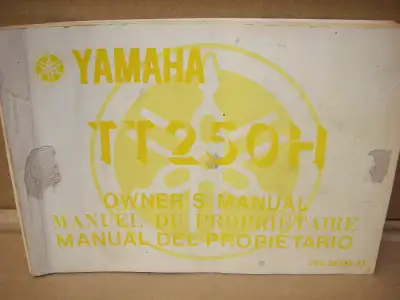 YAMAHA
TT250H
OWNER'S MANUAL
MANUEL DU PROPRIETAIRE
MANUAL DEL PROPIETARIO